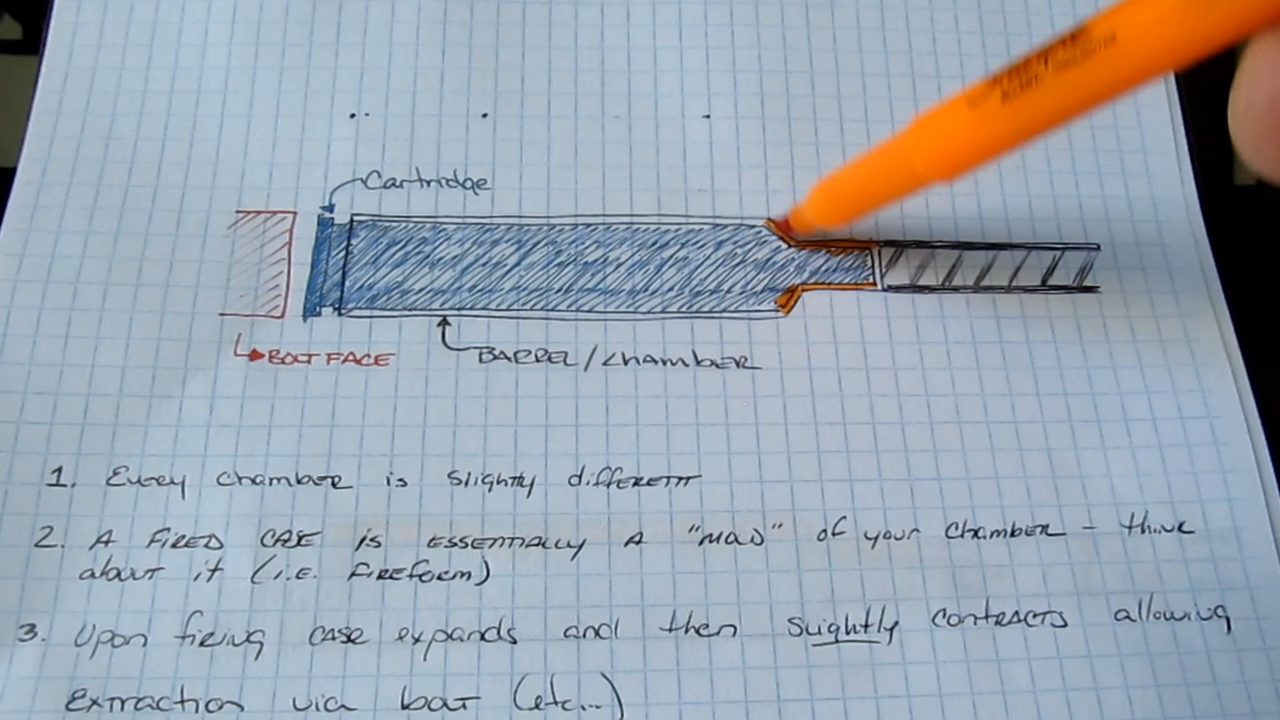 Cartridge
BOLT FACE
BARREL/chamber
1. Every chamber is slightly different
2. A FIRED CASE is ESSENTIALLY A "MAP" of your chamber - think
about it (i.e. Fireform)
3. Upon firing case expands and then slightly contracts allowing
extraction via bolt (etc...)